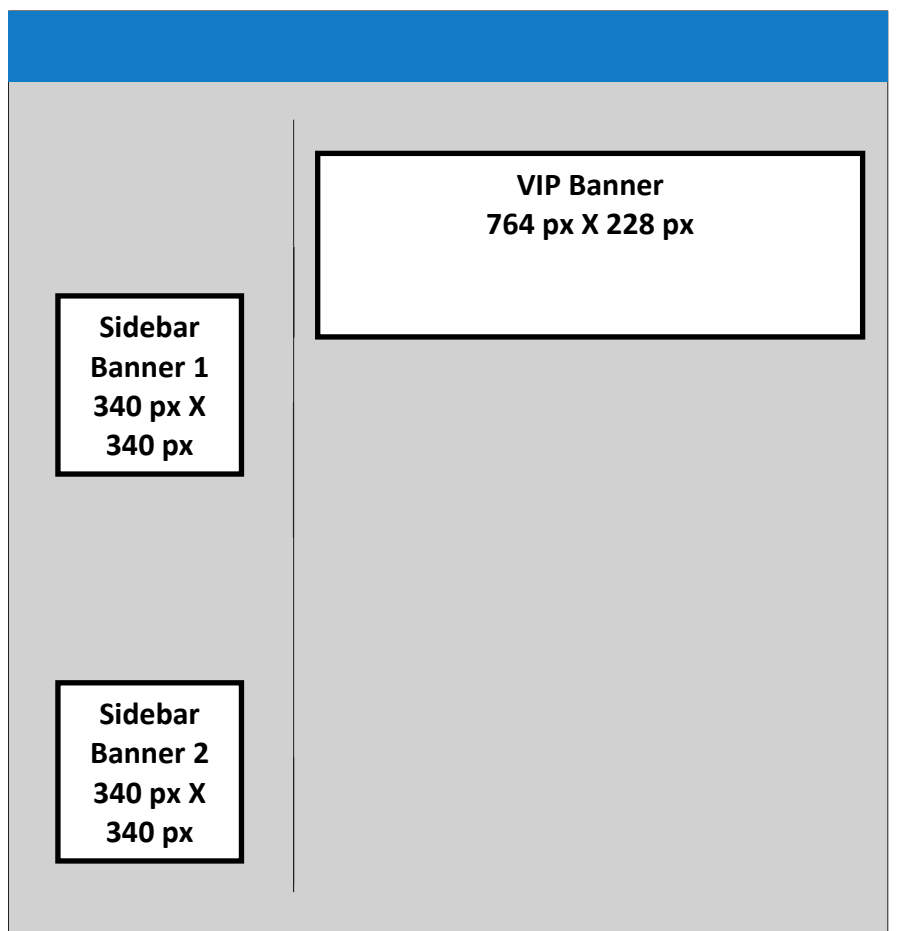 VIP Banner
764 px X 228 px
Sidebar
Banner 1
340 px X
340 px
Sidebar
Banner 2
340 px X
340 px